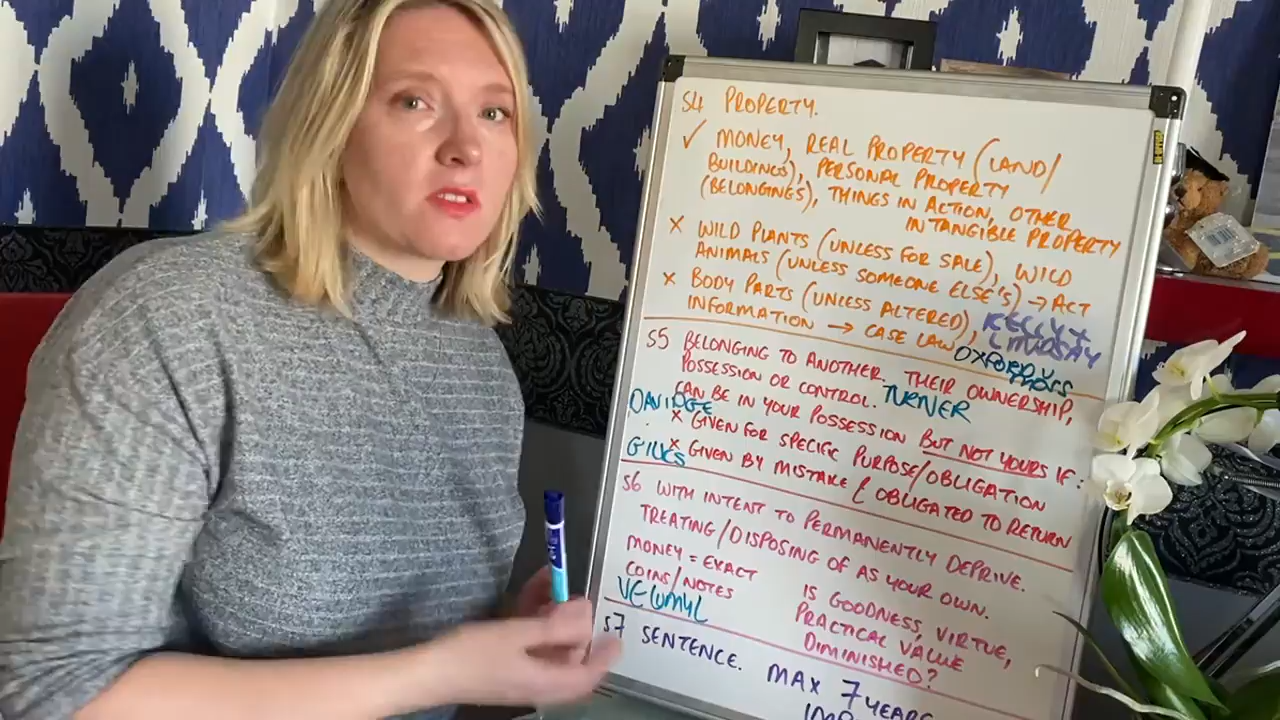 S4 PROPERTY.
✓ MONEY, REAL PROPERTY (LAND/
BUILDINGS), PERSONAL PROPERTY
(BELONGINGS), THINGS IN ACTION, OTHER
INTANGIBLE PROPERTY
X WILD PLANTS (UNLESS FOR SALE), WILD
ANIMALS (UNLESS SOMEONE ELSE'S) → ACT
X BODY PARTS (UNLESS ALTERED), KELLY &
INFORMATION → CASE LAW LINDSAY
OXFORD V MOSS
S5 BELONGING TO ANOTHER. THEIR OWNERSHIP,
POSSESSION OR CONTROL. TURNER
CAN BE IN YOUR POSSESSION BUT NOT YOURS IF:
DAVIDGE X GIVEN FOR SPECIFIC PURPOSE/OBLIGATION
GILKS X GIVEN BY MISTAKE & OBLIGATED TO RETURN
S6 WITH INTENT TO PERMANENTLY DEPRIVE.
TREATING/DISPOSING OF AS YOUR OWN.
MONEY = EXACT
COINS/NOTES
VELUMYL
IS GOODNESS, VIRTUE,
PRACTICAL VALUE
DIMINISHED?
S7 SENTENCE. MAX 7 YEARS